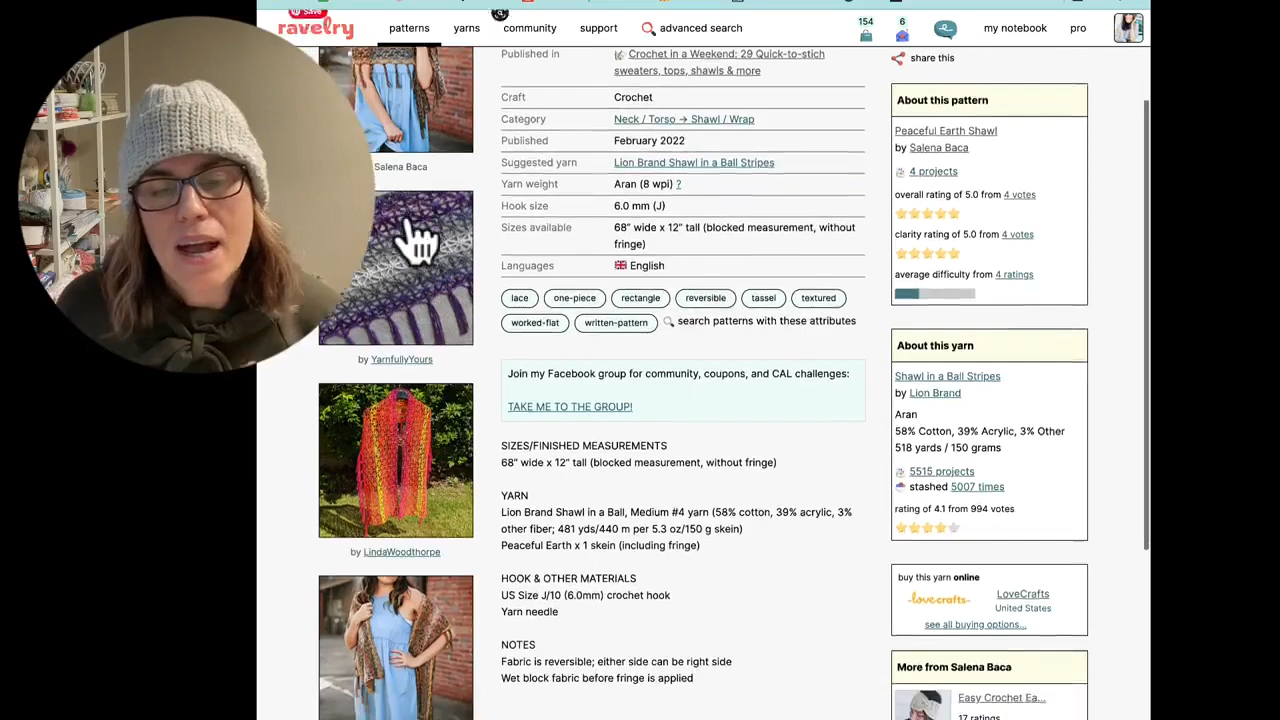 Save
ravelry
patterns
yarns
community
support
advanced search
154
6
my notebook
pro
Salena Baca
by YarnfullyYours
by LindaWoodthorpe
Published in
Crochet in a Weekend: 29 Quick-to-stich
sweaters, tops, shawls & more
Craft
Crochet
Category
Neck / Torso → Shawl / Wrap
Published
February 2022
Suggested yarn
Lion Brand Shawl in a Ball Stripes
Yarn weight
Aran (8 wpi) ?
Hook size
6.0 mm (J)
Sizes available
68" wide x 12" tall (blocked measurement, without
fringe)
Languages
English
lace
one-piece
rectangle
reversible
tassel
textured
worked-flat
written-pattern
search patterns with these attributes
Join my Facebook group for community, coupons, and CAL challenges:
TAKE ME TO THE GROUP!
SIZES/FINISHED MEASUREMENTS
68" wide x 12" tall (blocked measurement, without fringe)
YARN
Lion Brand Shawl in a Ball, Medium #4 yarn (58% cotton, 39% acrylic, 3%
other fiber; 481 yds/440 m per 5.3 oz/150 g skein)
Peaceful Earth x 1 skein (including fringe)
HOOK & OTHER MATERIALS
US Size J/10 (6.0mm) crochet hook
Yarn needle
NOTES
Fabric is reversible; either side can be right side
Wet block fabric before fringe is applied
share this
About this pattern
Peaceful Earth Shawl
by Salena Baca
4 projects
overall rating of 5.0 from 4 votes
clarity rating of 5.0 from 4 votes
average difficulty from 4 ratings
About this yarn
Shawl in a Ball Stripes
by Lion Brand
Aran
58% Cotton, 39% Acrylic, 3% Other
518 yards / 150 grams
5515 projects
stashed 5007 times
rating of 4.1 from 994 votes
buy this yarn online
lovecrafts
LoveCrafts
United States
see all buying options...
More from Salena Baca
Easy Crochet Ea...
17 ratings